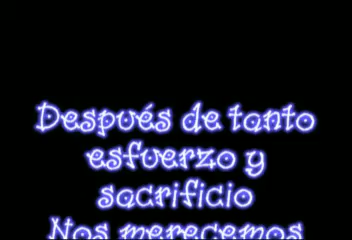 Después de tanto
esfuerzo y
sacrificio
Nos merecemos